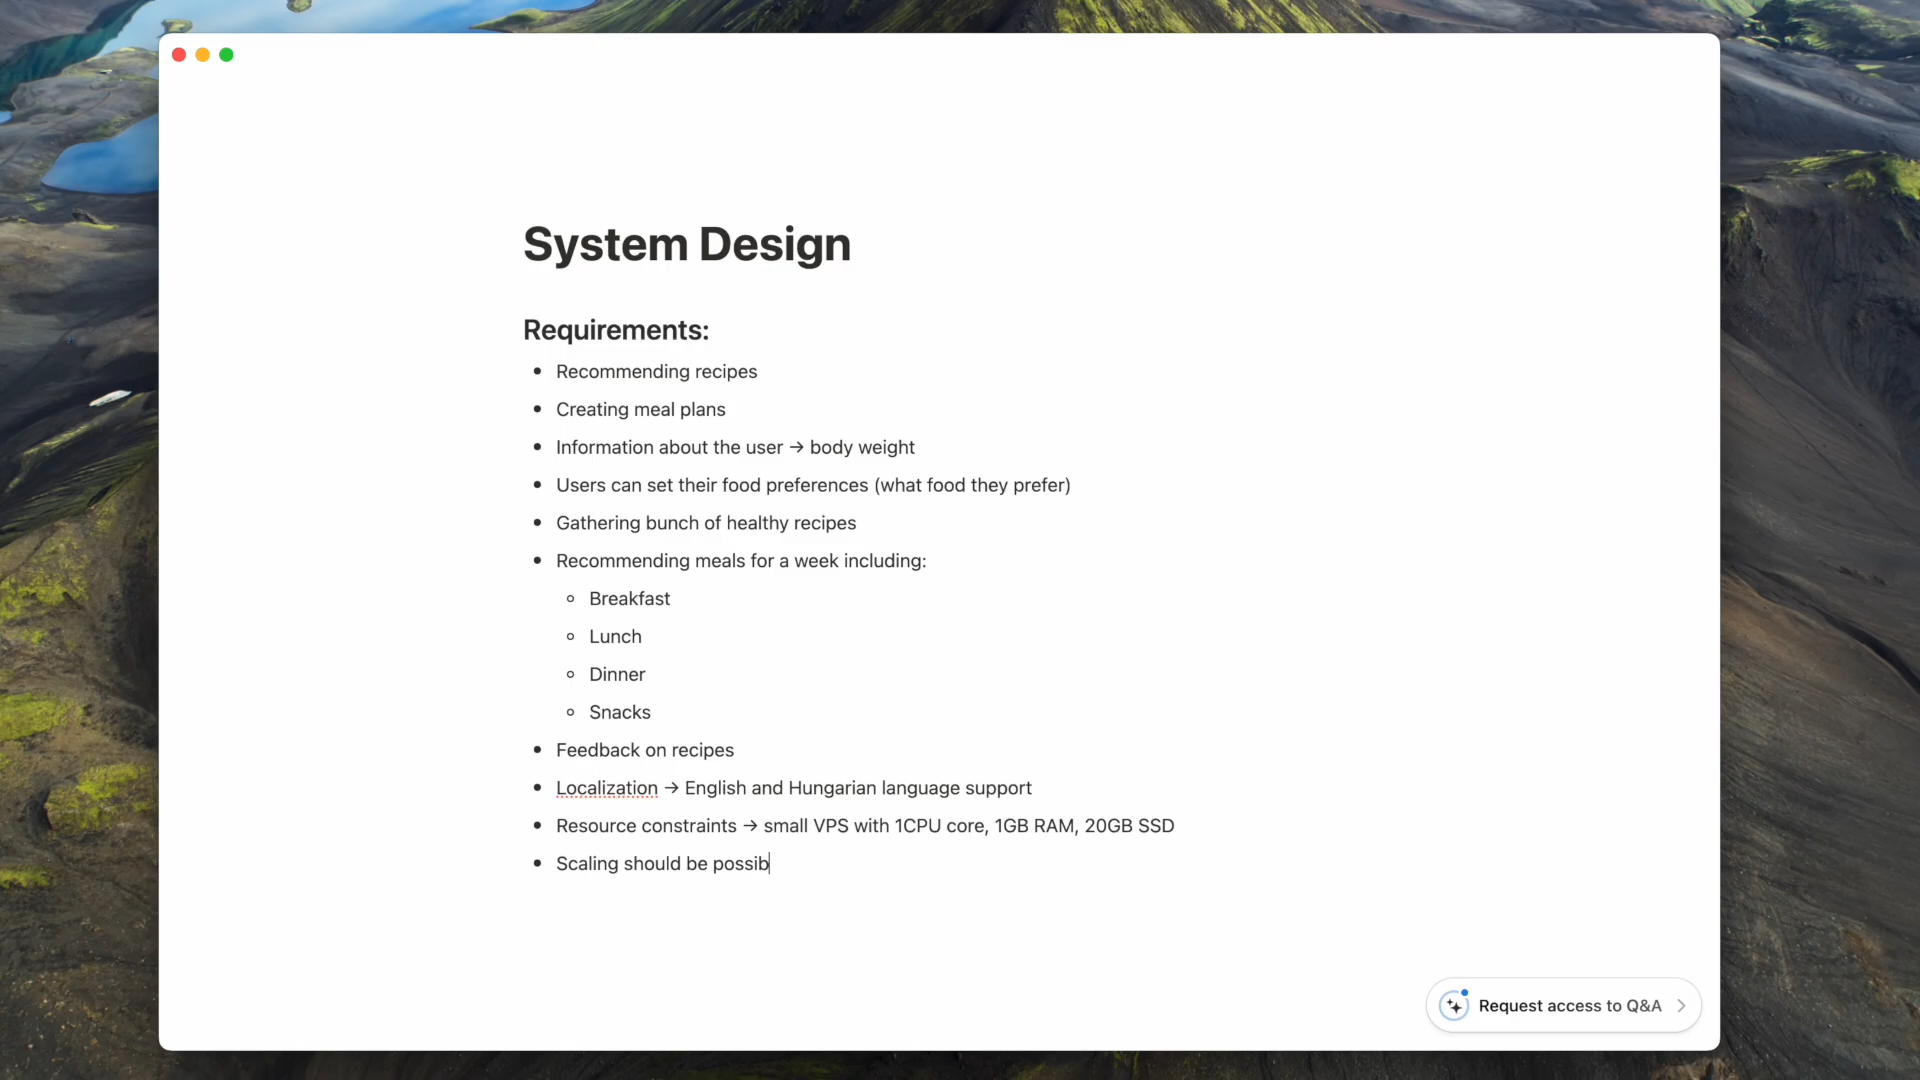 System Design
Requirements:
• Recommending recipes
• Creating meal plans
• Information about the user → body weight
• Users can set their food preferences (what food they prefer)
• Gathering bunch of healthy recipes
• Recommending meals for a week including:
◦ Breakfast
◦ Lunch
◦ Dinner
◦ Snacks
• Feedback on recipes
• Localization → English and Hungarian language support
• Resource constraints → small VPS with 1CPU core, 1GB RAM, 20GB SSD
• Scaling should be possib
Request access to Q&A